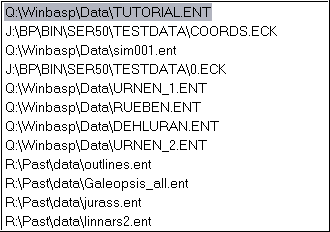 Q:\Winbasp\Data\TUTORIAL.ENT
J:\BP\BIN\SER50\TESTDATA\COORDS.ECK
Q:\Winbasp\Data\sim001.ent
J:\BP\BIN\SER50\TESTDATA\0.ECK
Q:\Winbasp\Data\URNEN_1.ENT
Q:\Winbasp\Data\RUEBEN.ENT
Q:\Winbasp\Data\DEHLURAN.ENT
Q:\Winbasp\Data\URNEN_2.ENT
R:\Past\data\outlines.ent
R:\Past\data\Galeopsis_all.ent
R:\Past\data\jurass.ent
R:\Past\data\linnars2.ent